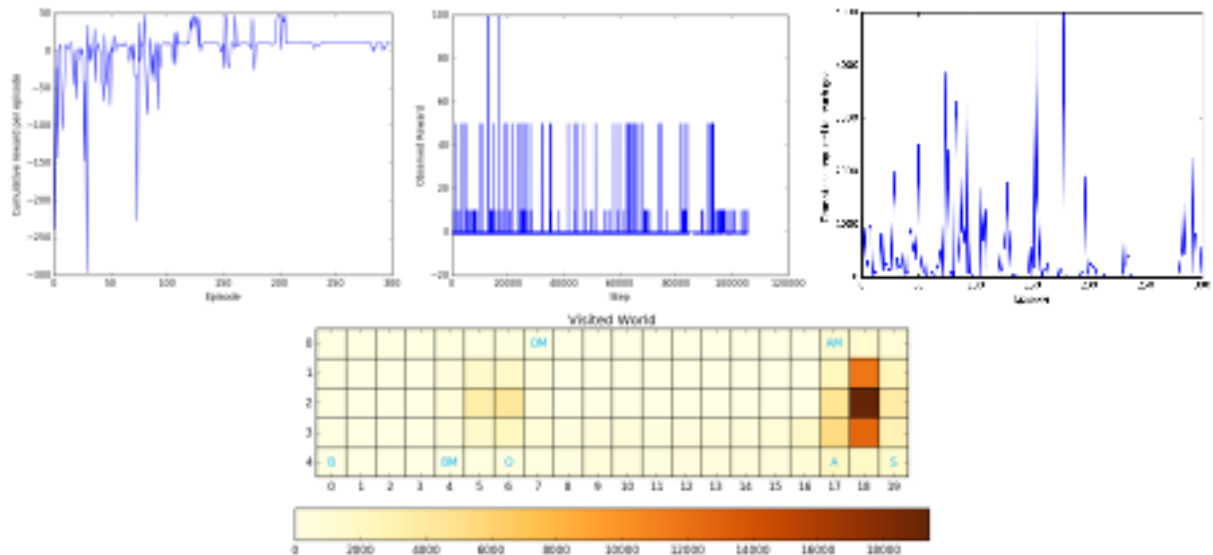 50
0
−50
−100
−150
−200
−250
−300
0 50 100 150 200 250 300
Cumulative reward per episode
Episode
100
80
60
40
20
0
−20
0 20000 40000 60000 80000 100000 120000
Observed Reward
Step
Visited World
0 OM AM
1
2
3
4 B BM O A S
0 1 2 3 4 5 6 7 8 9 10 11 12 13 14 15 16 17 18 19
0 2000 4000 6000 8000 10000 12000 14000 16000 18000